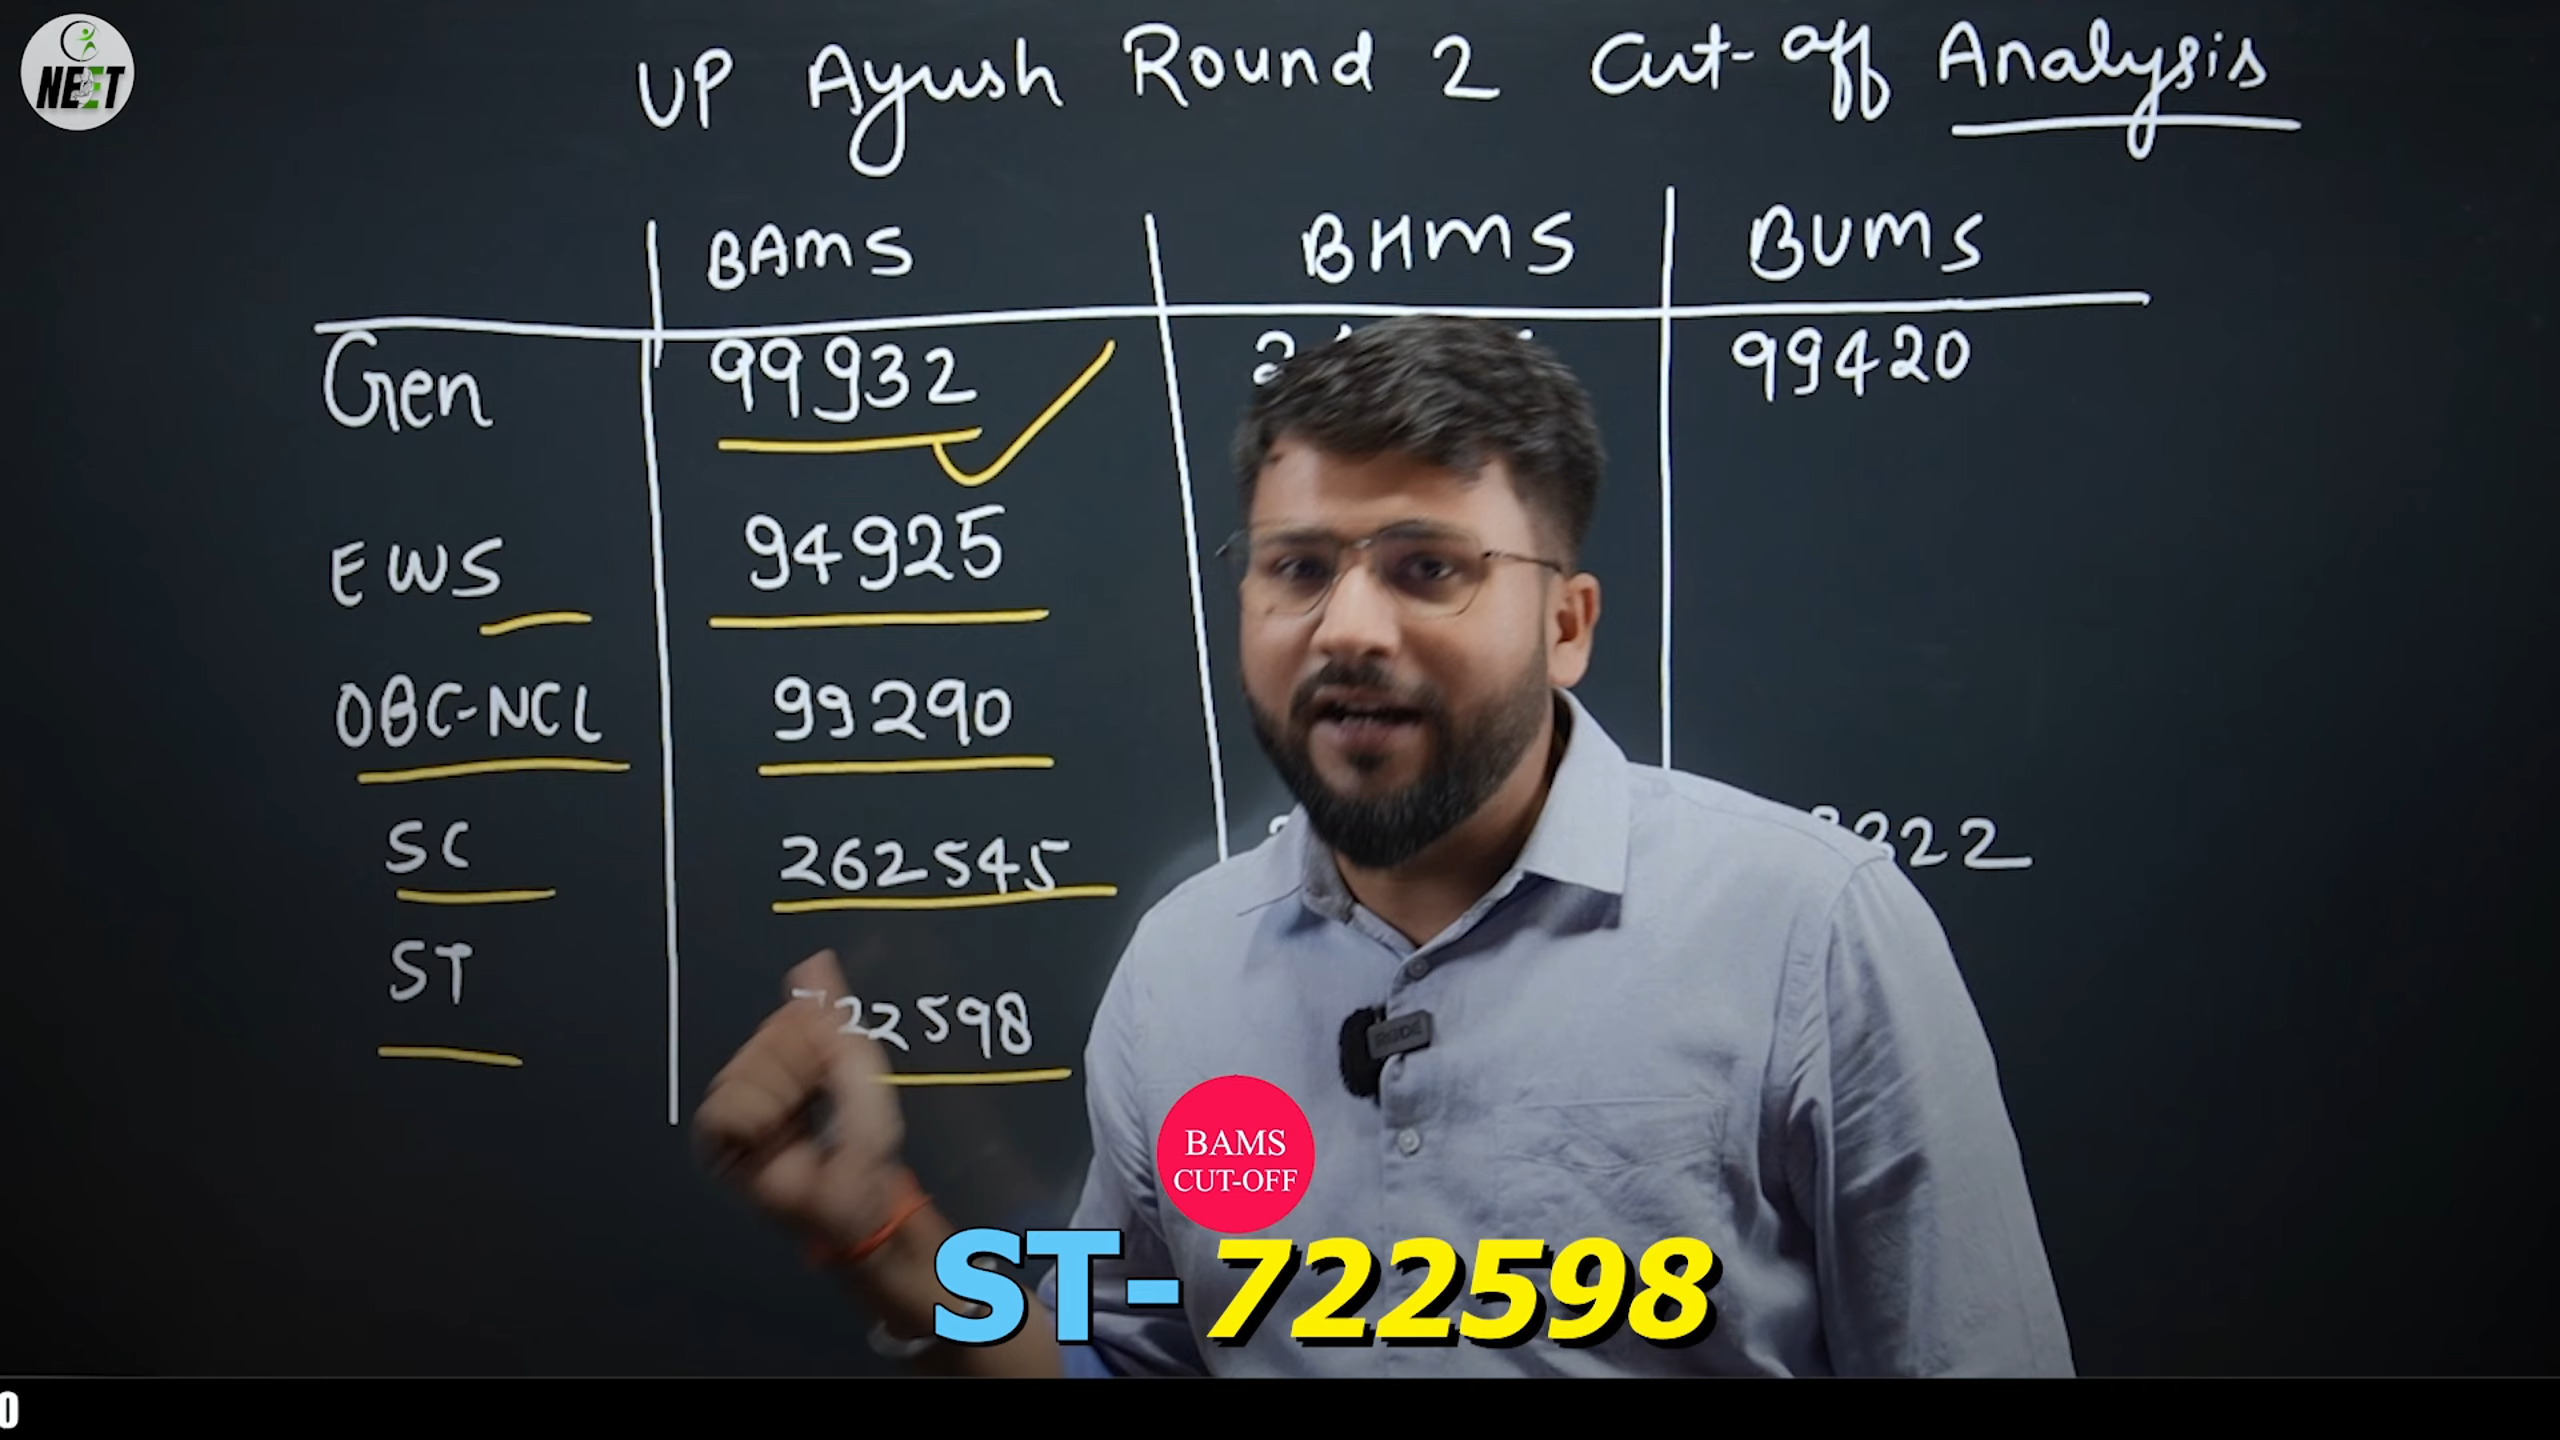 NEET
UP Ayush Round 2 Cut-off Analysis
BAMS BHMS BUMS
Gen 99932 99420
EWS 94925
OBC-NCL 99290
SC 262545
ST 722598
BAMS
CUT-OFF
ST-722598